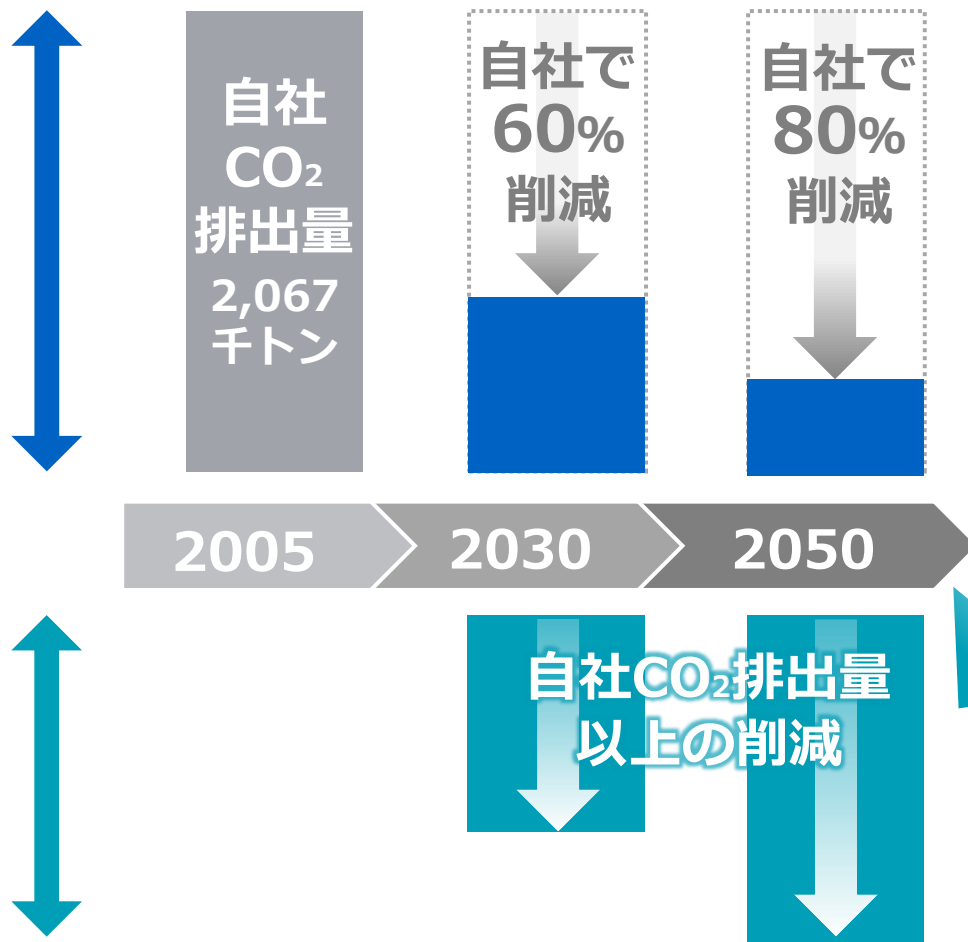 自社
CO₂
排出量
2,067
千トン
自社で
60%
削減
自社で
80%
削減
2005
2030
2050
自社CO₂排出量
以上の削減